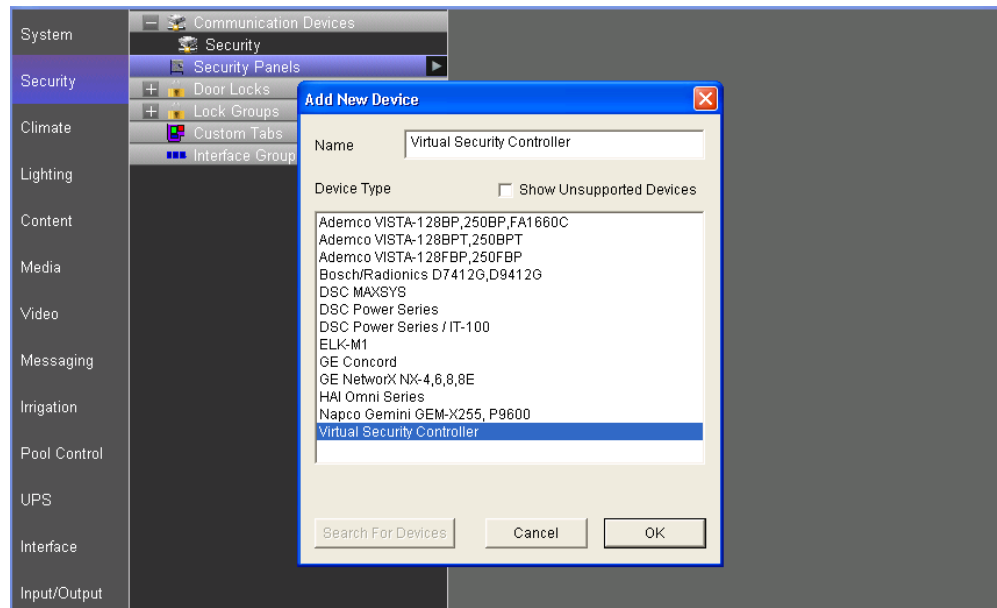 System
Security
Climate
Lighting
Content
Media
Video
Messaging
Irrigation
Pool Control
UPS
Interface
Input/Output
Communication Devices
Security
Security Panels
Door Locks
Lock Groups
Custom Tabs
Interface Group
Add New Device
Name
Virtual Security Controller
Device Type
Show Unsupported Devices
Ademco VISTA-128BP,250BP,FA1660C
Ademco VISTA-128BPT,250BPT
Ademco VISTA-128FBP,250FBP
Bosch/Radionics D7412G,D9412G
DSC MAXSYS
DSC Power Series
DSC Power Series / IT-100
ELK-M1
GE Concord
GE NetworX NX-4,6,8,8E
HAI Omni Series
Napco Gemini GEM-X255, P9600
Virtual Security Controller
Search For Devices
Cancel
OK